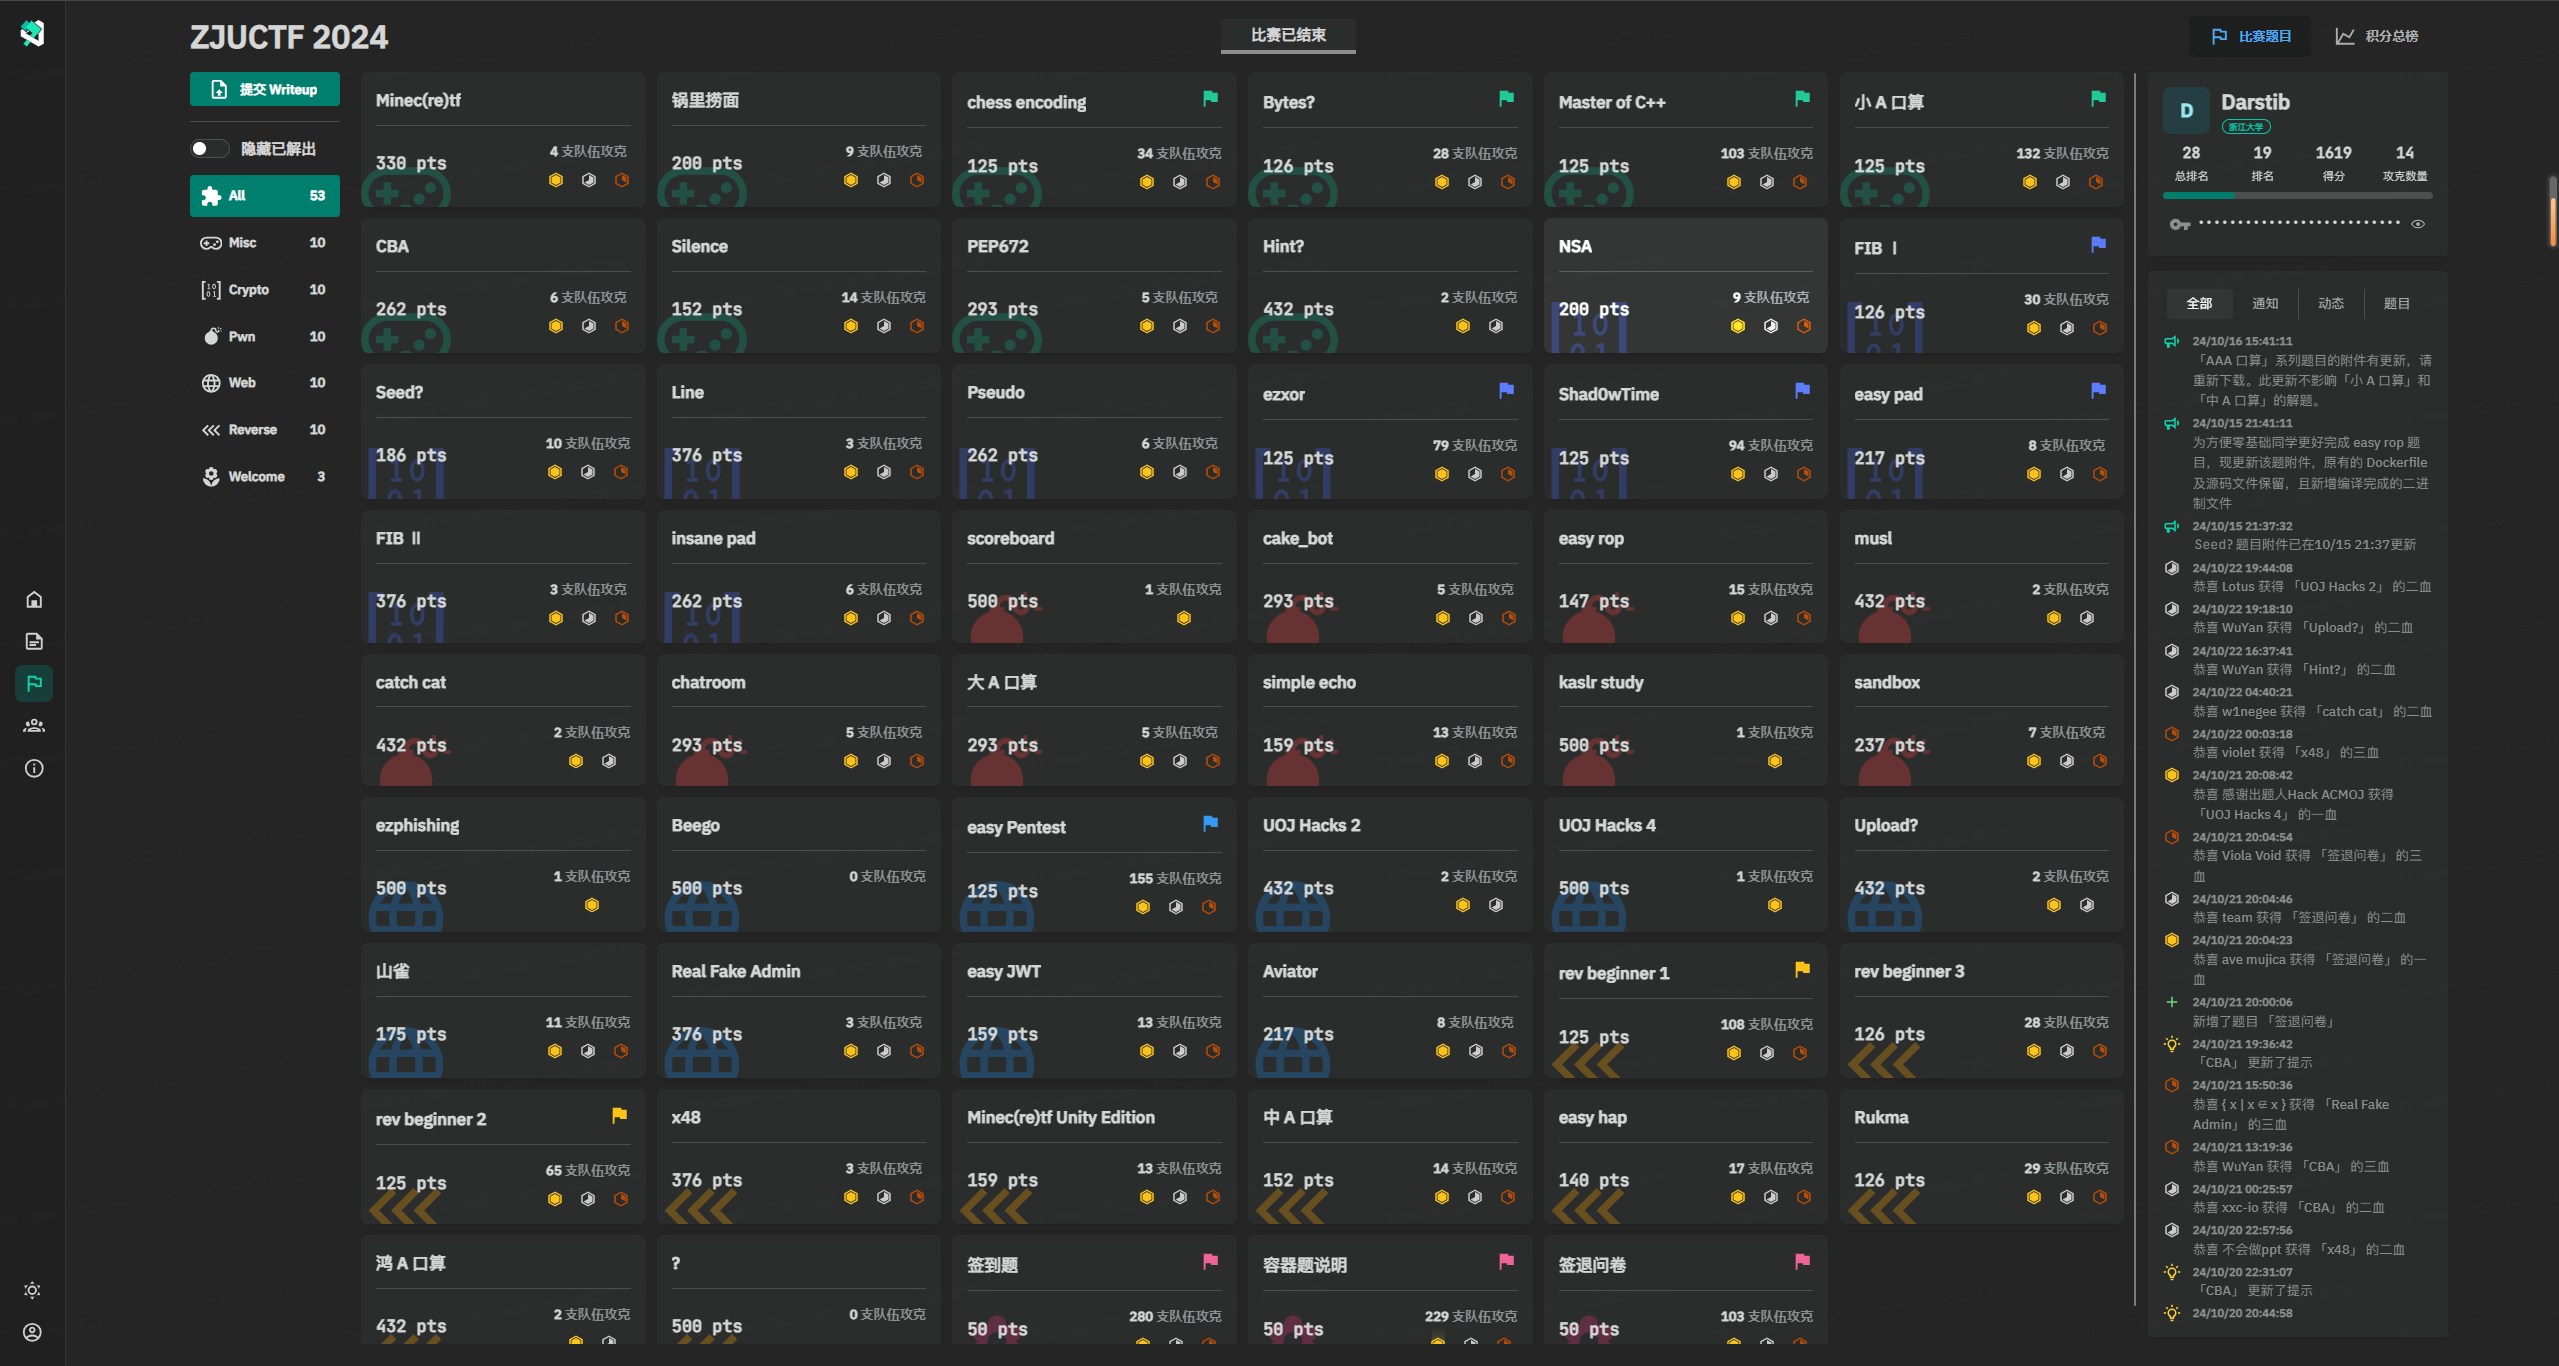 ZJUCTF 2024
比赛已结束
比赛题目
积分总榜
提交 Writeup
隐藏已解出
All 53
Misc 10
Crypto 10
Pwn 10
Web 10
Reverse 10
Welcome 3
Minec(re)tf
330 pts
4 支队伍攻克
锅里捞面
200 pts
9 支队伍攻克
chess encoding
125 pts
34 支队伍攻克
Bytes?
126 pts
28 支队伍攻克
Master of C++
125 pts
103 支队伍攻克
小 A 口算
125 pts
132 支队伍攻克
CBA
262 pts
6 支队伍攻克
Silence
152 pts
14 支队伍攻克
PEP672
293 pts
5 支队伍攻克
Hint?
432 pts
2 支队伍攻克
NSA
200 pts
9 支队伍攻克
FIB Ⅰ
126 pts
30 支队伍攻克
Seed?
186 pts
10 支队伍攻克
Line
376 pts
3 支队伍攻克
Pseudo
262 pts
6 支队伍攻克
ezxor
125 pts
79 支队伍攻克
Shad0wTime
125 pts
94 支队伍攻克
easy pad
217 pts
8 支队伍攻克
FIB Ⅱ
376 pts
3 支队伍攻克
insane pad
262 pts
6 支队伍攻克
scoreboard
500 pts
1 支队伍攻克
cake_bot
293 pts
5 支队伍攻克
easy rop
147 pts
15 支队伍攻克
musl
432 pts
2 支队伍攻克
catch cat
432 pts
2 支队伍攻克
chatroom
293 pts
5 支队伍攻克
大 A 口算
293 pts
5 支队伍攻克
simple echo
159 pts
13 支队伍攻克
kaslr study
500 pts
1 支队伍攻克
sandbox
237 pts
7 支队伍攻克
ezphishing
500 pts
1 支队伍攻克
Beego
500 pts
0 支队伍攻克
easy Pentest
125 pts
155 支队伍攻克
UOJ Hacks 2
432 pts
2 支队伍攻克
UOJ Hacks 4
500 pts
1 支队伍攻克
Upload?
432 pts
2 支队伍攻克
山雀
175 pts
11 支队伍攻克
Real Fake Admin
376 pts
3 支队伍攻克
easy JWT
159 pts
13 支队伍攻克
Aviator
217 pts
8 支队伍攻克
rev beginner 1
125 pts
108 支队伍攻克
rev beginner 3
126 pts
28 支队伍攻克
rev beginner 2
125 pts
65 支队伍攻克
x48
376 pts
3 支队伍攻克
Minec(re)tf Unity Edition
159 pts
13 支队伍攻克
中 A 口算
152 pts
14 支队伍攻克
easy hap
140 pts
17 支队伍攻克
Rukma
126 pts
29 支队伍攻克
鸿 A 口算
432 pts
2 支队伍攻克
?
500 pts
0 支队伍攻克
签到题
50 pts
280 支队伍攻克
容器题说明
50 pts
229 支队伍攻克
签退问卷
50 pts
103 支队伍攻克
D
Darstib
浙江大学
28 19 1619 14
总排名 排名 得分 攻克数量
全部 通知 动态 题目
24/10/16 15:41:11
「AAA 口算」系列题目的附件有更新，请
重新下载。此更新不影响「小 A 口算」和
「中 A 口算」的解题。
24/10/15 21:41:11
为方便零基础同学更好完成 easy rop 题
目，现更新该题附件，原有的 Dockerfile
及源码文件保留，且新增编译完成的二进
制文件
24/10/15 21:37:32
Seed? 题目附件已在10/15 21:37更新
24/10/22 19:44:08
恭喜 Lotus 获得 「UOJ Hacks 2」 的二血
24/10/22 19:18:10
恭喜 WuYan 获得 「Upload?」 的二血
24/10/22 16:37:41
恭喜 WuYan 获得 「Hint?」 的二血
24/10/22 04:40:21
恭喜 w1negee 获得 「catch cat」 的二血
24/10/22 00:03:18
恭喜 violet 获得 「x48」 的三血
24/10/21 20:08:42
恭喜 感谢出题人Hack ACMOJ 获得
「UOJ Hacks 4」 的一血
24/10/21 20:04:54
恭喜 Viola Void 获得 「签退问卷」 的三
血
24/10/21 20:04:46
恭喜 team 获得 「签退问卷」 的二血
24/10/21 20:04:23
恭喜 ave mujica 获得 「签退问卷」 的一
血
24/10/21 20:00:06
新增了题目 「签退问卷」
24/10/21 19:36:42
「CBA」 更新了提示
24/10/21 15:50:36
恭喜 { x | x ∉ x } 获得 「Real Fake
Admin」 的三血
24/10/21 13:19:36
恭喜 WuYan 获得 「CBA」 的三血
24/10/21 00:25:57
恭喜 xxc-io 获得 「CBA」 的二血
24/10/20 22:57:56
恭喜 不会做ppt 获得 「x48」 的二血
24/10/20 22:31:07
「CBA」 更新了提示
24/10/20 20:44:58